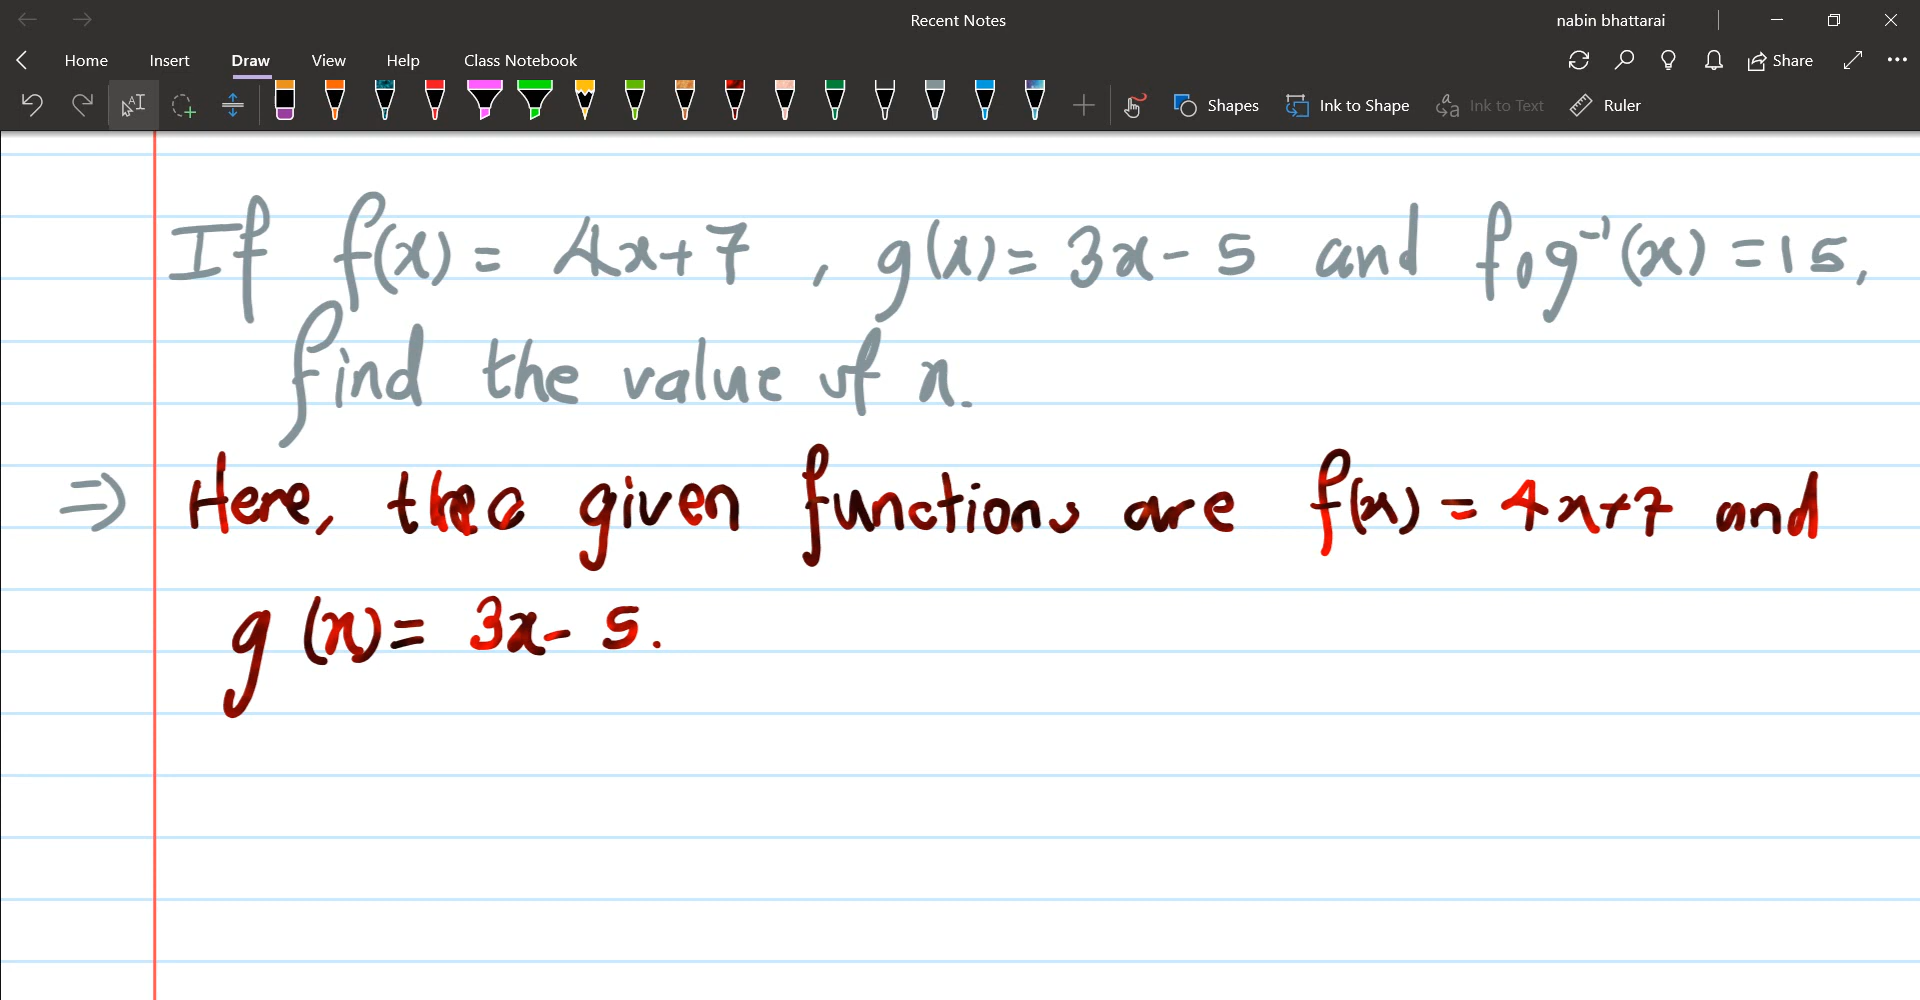 Recent Notes
nabin bhattarai
Home Insert Draw View Help Class Notebook
Share
Shapes Ink to Shape Ink to Text Ruler
If f(x) = 4x+7 , g(x) = 3x - 5 and fog⁻¹(x) = 15,
find the value of x.
⇒ Here, the given functions are f(x) = 4x+7 and
g (x) = 3x - 5.